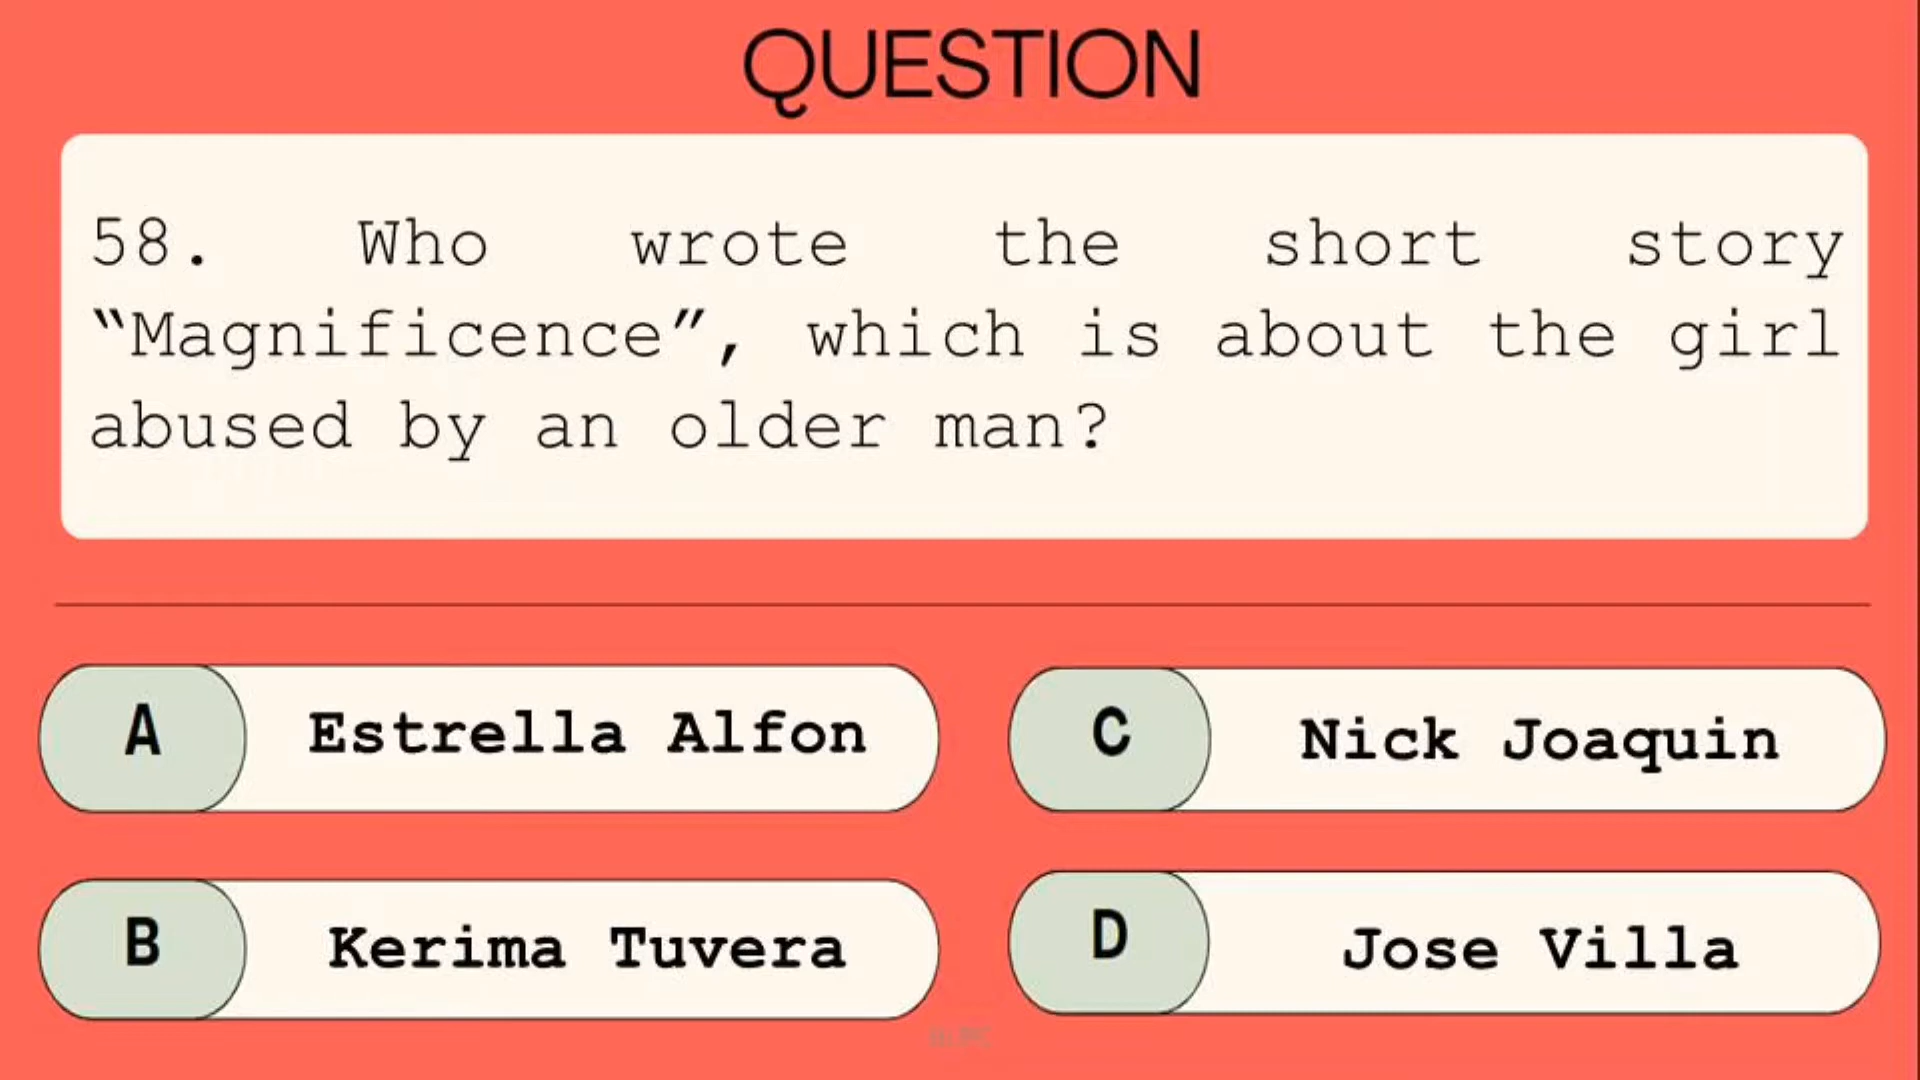 QUESTION
58. Who wrote the short story
“Magnificence”, which is about the girl
abused by an older man?
A Estrella Alfon
C Nick Joaquin
B Kerima Tuvera
D Jose Villa